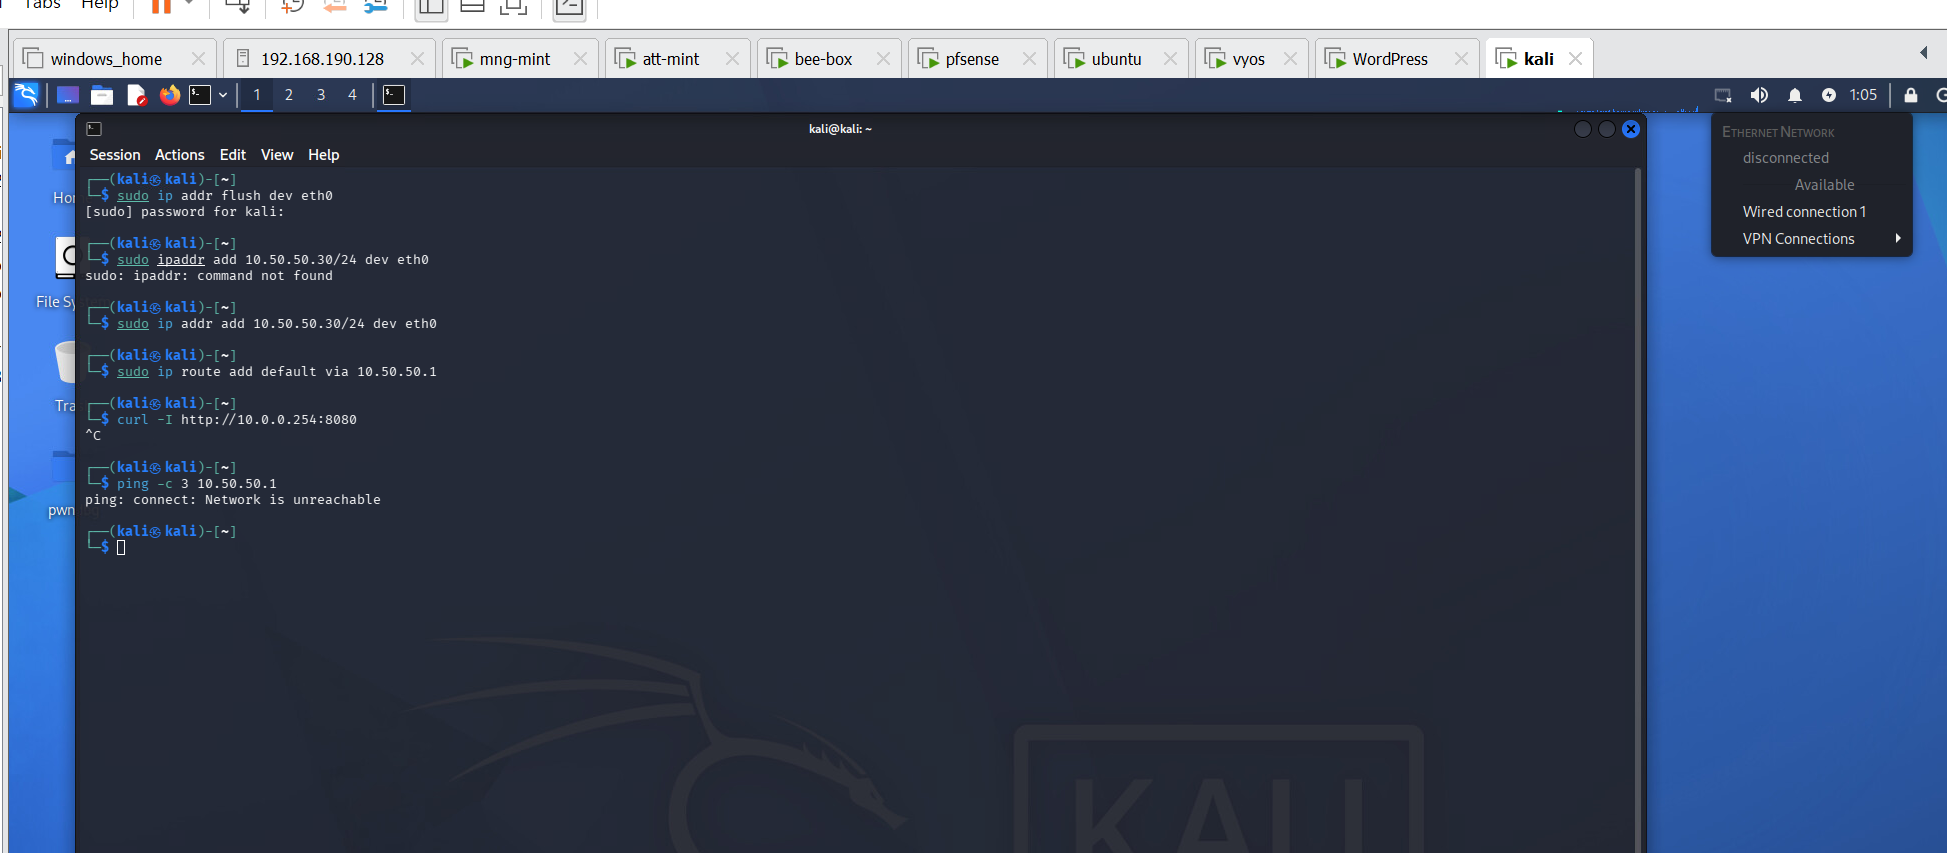 Tabs Help
windows_home 192.168.190.128 mng-mint att-mint bee-box pfsense ubuntu vyos WordPress kali
1 2 3 4 1:05
kali@kali: ~
ETHERNET NETWORK
disconnected
Available
Wired connection 1
VPN Connections
Session Actions Edit View Help
┌──(kali㉿kali)-[~]
└─$ sudo ip addr flush dev eth0
[sudo] password for kali:
┌──(kali㉿kali)-[~]
└─$ sudo ipaddr add 10.50.50.30/24 dev eth0
sudo: ipaddr: command not found
┌──(kali㉿kali)-[~]
└─$ sudo ip addr add 10.50.50.30/24 dev eth0
┌──(kali㉿kali)-[~]
└─$ sudo ip route add default via 10.50.50.1
┌──(kali㉿kali)-[~]
└─$ curl -I http://10.0.0.254:8080
^C
┌──(kali㉿kali)-[~]
└─$ ping -c 3 10.50.50.1
ping: connect: Network is unreachable
┌──(kali㉿kali)-[~]
└─$
File Sy
Tra
pwn
KALI